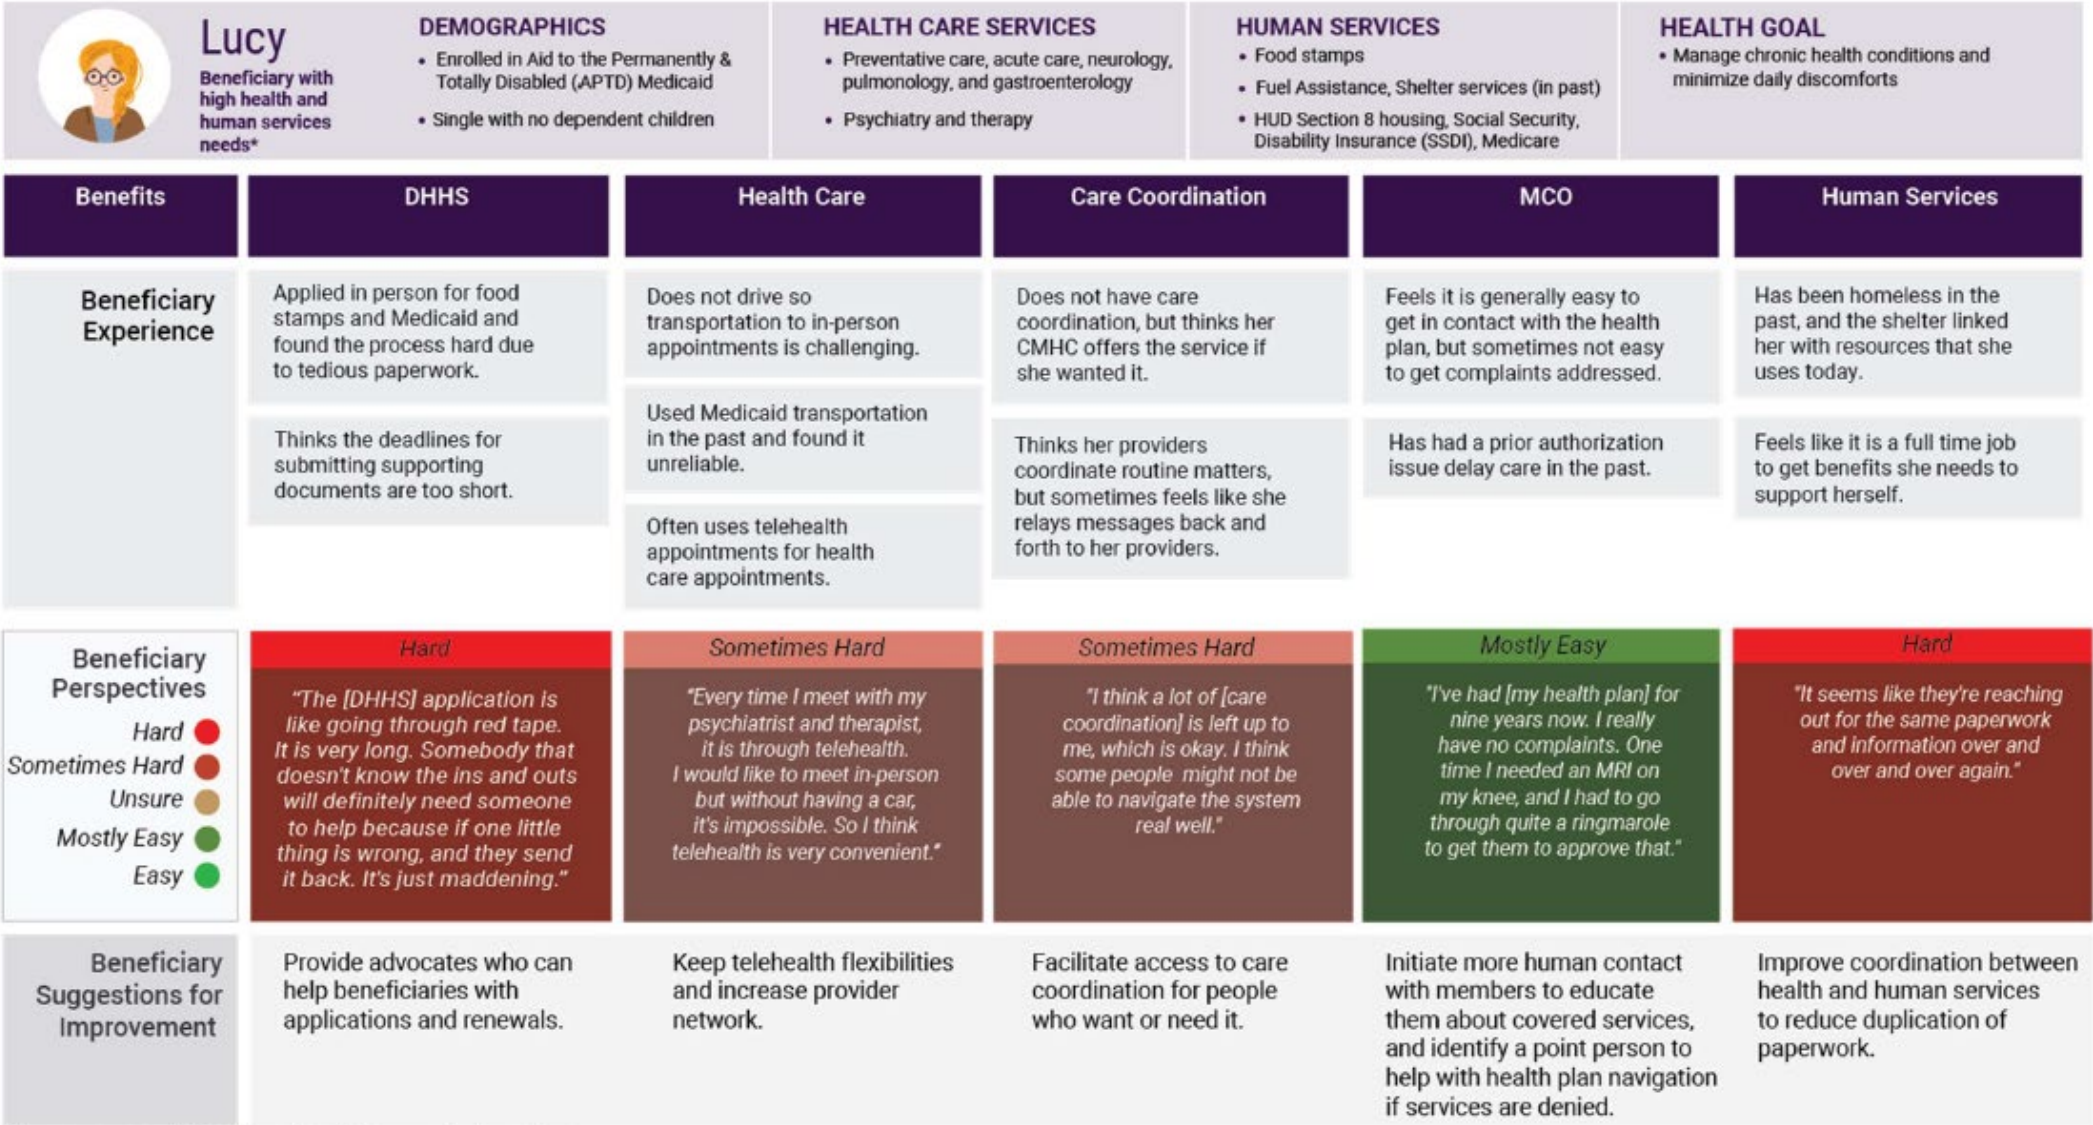 Lucy
Beneficiary with
high health and
human services
needs*
DEMOGRAPHICS
• Enrolled in Aid to the Permanently &
Totally Disabled (APTD) Medicaid
• Single with no dependent children
HEALTH CARE SERVICES
• Preventative care, acute care, neurology,
pulmonology, and gastroenterology
• Psychiatry and therapy
HUMAN SERVICES
• Food stamps
• Fuel Assistance, Shelter services (in past)
• HUD Section 8 housing, Social Security,
Disability Insurance (SSDI), Medicare
HEALTH GOAL
• Manage chronic health conditions and
minimize daily discomforts
Benefits
DHHS
Health Care
Care Coordination
MCO
Human Services
Beneficiary
Experience
Applied in person for food
stamps and Medicaid and
found the process hard due
to tedious paperwork.
Thinks the deadlines for
submitting supporting
documents are too short.
Does not drive so
transportation to in-person
appointments is challenging.
Used Medicaid transportation
in the past and found it
unreliable.
Often uses telehealth
appointments for health
care appointments.
Does not have care
coordination, but thinks her
CMHC offers the service if
she wanted it.
Thinks her providers
coordinate routine matters,
but sometimes feels like she
relays messages back and
forth to her providers.
Feels it is generally easy to
get in contact with the health
plan, but sometimes not easy
to get complaints addressed.
Has had a prior authorization
issue delay care in the past.
Has been homeless in the
past, and the shelter linked
her with resources that she
uses today.
Feels like it is a full time job
to get benefits she needs to
support herself.
Beneficiary
Perspectives
Hard
Sometimes Hard
Unsure
Mostly Easy
Easy
Hard
"The [DHHS] application is
like going through red tape.
It is very long. Somebody that
doesn't know the ins and outs
will definitely need someone
to help because if one little
thing is wrong, and they send
it back. It's just maddening."
Sometimes Hard
"Every time I meet with my
psychiatrist and therapist,
it is through telehealth.
I would like to meet in-person
but without having a car,
it's impossible. So I think
telehealth is very convenient."
Sometimes Hard
"I think a lot of [care
coordination] is left up to
me, which is okay. I think
some people might not be
able to navigate the system
real well."
Mostly Easy
"I've had [my health plan] for
nine years now. I really
have no complaints. One
time I needed an MRI on
my knee, and I had to go
through quite a ringmarole
to get them to approve that."
Hard
"It seems like they're reaching
out for the same paperwork
and information over and
over and over again."
Beneficiary
Suggestions for
Improvement
Provide advocates who can
help beneficiaries with
applications and renewals.
Keep telehealth flexibilities
and increase provider
network.
Facilitate access to care
coordination for people
who want or need it.
Initiate more human contact
with members to educate
them about covered services,
and identify a point person to
help with health plan navigation
if services are denied.
Improve coordination between
health and human services
to reduce duplication of
paperwork.